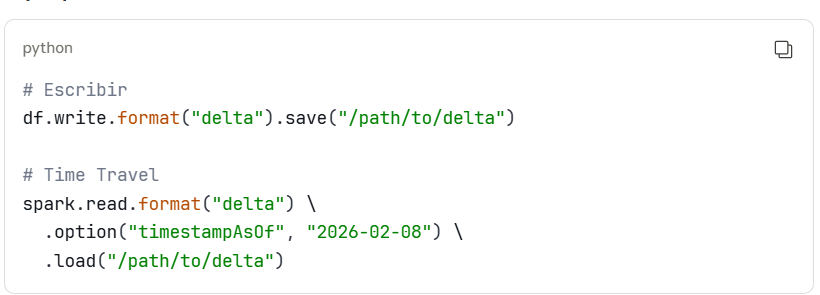 python
# Escribir
df.write.format("delta").save("/path/to/delta")
# Time Travel
spark.read.format("delta") \
.option("timestampAsOf", "2026-02-08") \
.load("/path/to/delta")